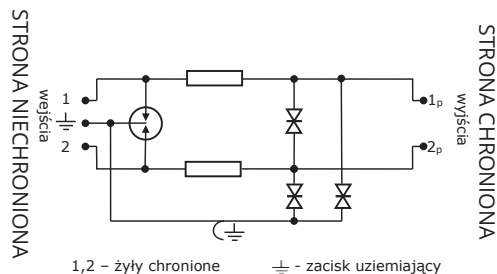 STRONA NIECHRONIONA
wejścia
1
2
1p
2p
wyjścia
STRONA CHRONIONA
1,2 – żyły chronione
- zacisk uziemiający